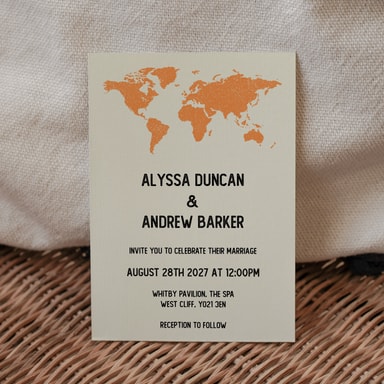 ALYSSA DUNCAN
&
ANDREW BARKER
INVITE YOU TO CELEBRATE THEIR MARRIAGE
AUGUST 28TH 2027 AT 12:00PM
WHITBY PAVILION, THE SPA
WEST CLIFF, YO21 3EN
RECEPTION TO FOLLOW